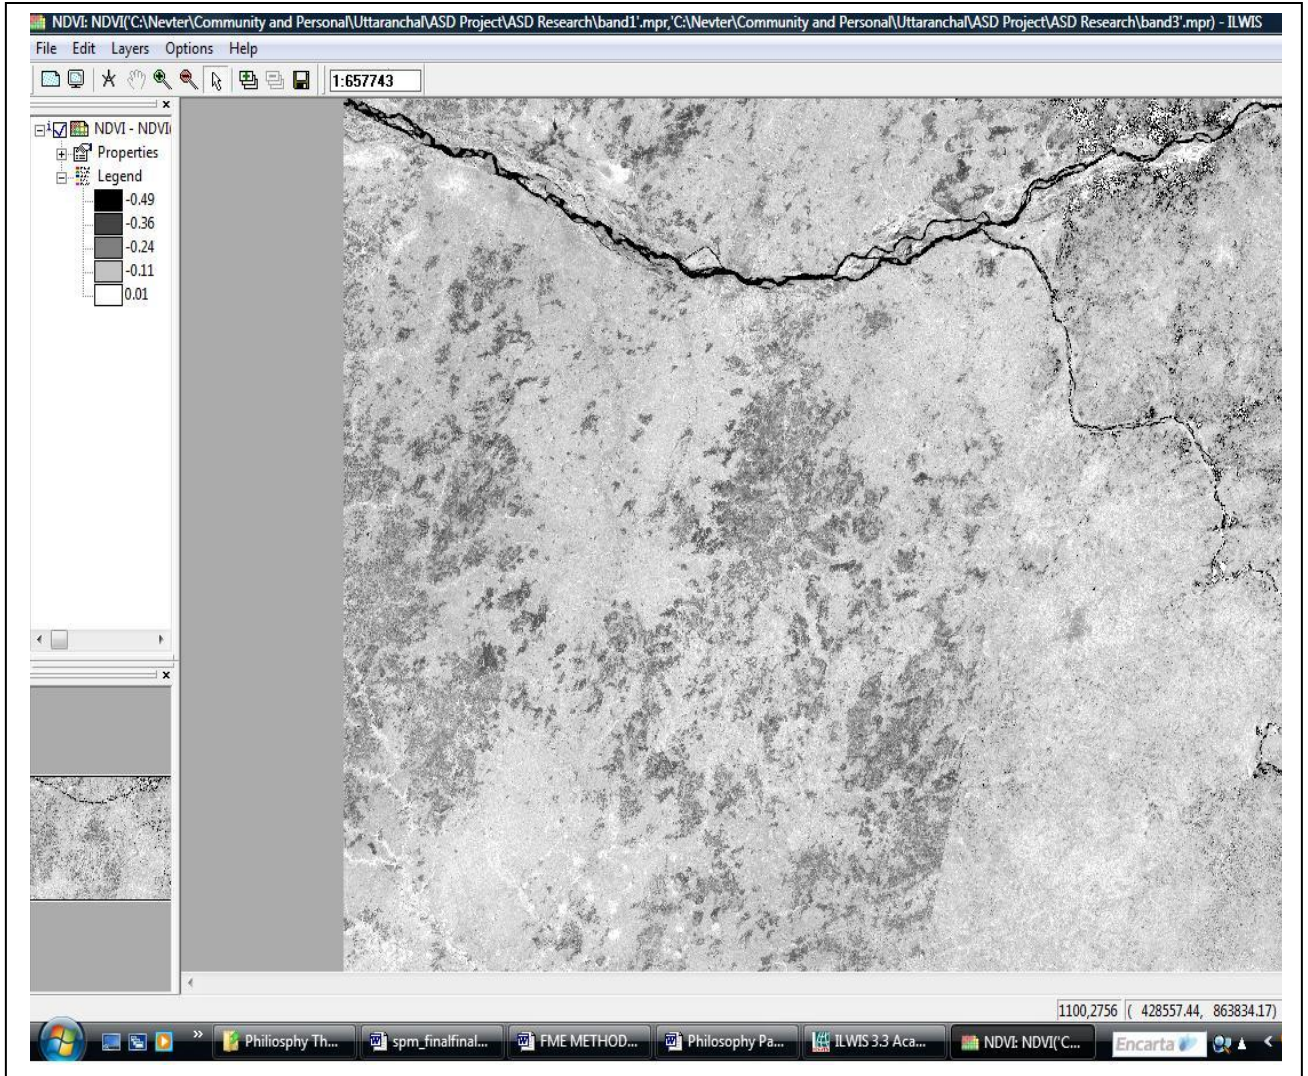 NDVI: NDVI('C:\Nevter\Community and Personal\Uttaranchal\ASD Project\ASD Research\band1'.mpr,'C:\Nevter\Community and Personal\Uttaranchal\ASD Project\ASD Research\band3'.mpr) - ILWIS
File Edit Layers Options Help
1:657743
NDVI - NDVI(
Properties
Legend
-0.49
-0.36
-0.24
-0.11
0.01
1100,2756 ( 428557.44, 863834.17)
Philiosphy Th... spm_finalfinal... FME METHOD... Philosophy Pa... ILWIS 3.3 Aca... NDVI: NDVI('C... Encarta